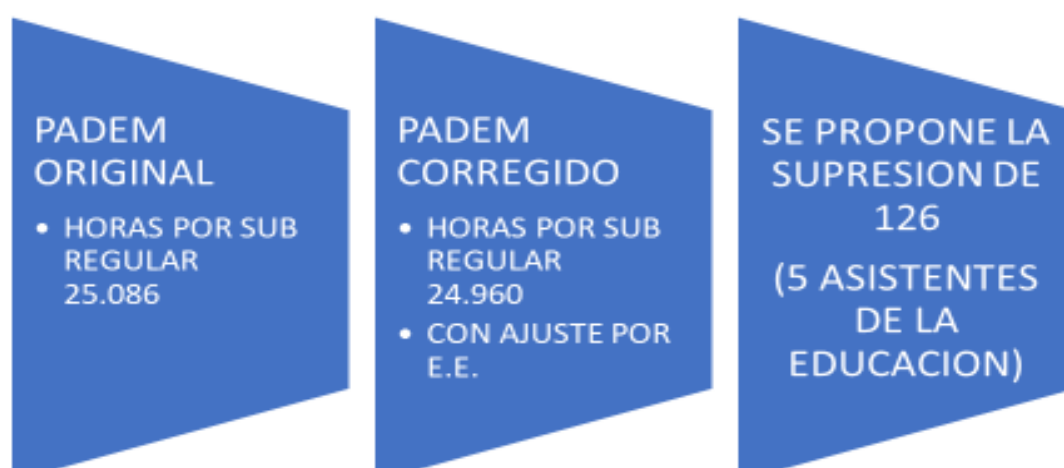 PADEM
ORIGINAL
• HORAS POR SUB
REGULAR
25.086
PADEM
CORREGIDO
• HORAS POR SUB
REGULAR
24.960
• CON AJUSTE POR
E.E.
SE PROPONE LA
SUPRESION DE
126
(5 ASISTENTES
DE LA
EDUCACION)